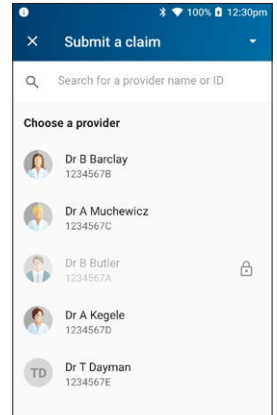 100% 12:30pm
Submit a claim
Search for a provider name or ID
Choose a provider
Dr B Barclay
1234567B
Dr A Muchewicz
1234567C
Dr B Butler
1234567A
Dr A Kegele
1234567D
TD
Dr T Dayman
1234567E